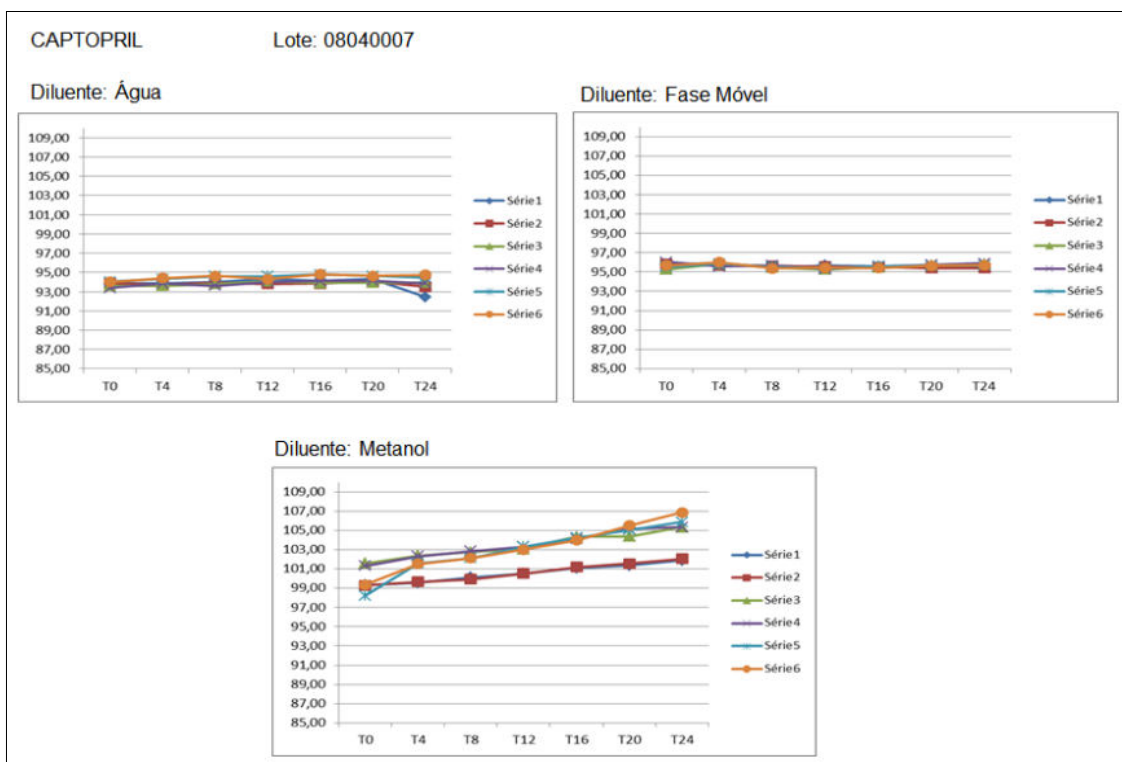 CAPTOPRIL Lote: 08040007
Diluente: Água
109,00
107,00
105,00
103,00
101,00
99,00
97,00
95,00
93,00
91,00
89,00
87,00
85,00
T0 T4 T8 T12 T16 T20 T24
Série1
Série2
Série3
Série4
Série5
Série6
Diluente: Fase Móvel
109,00
107,00
105,00
103,00
101,00
99,00
97,00
95,00
93,00
91,00
89,00
87,00
85,00
T0 T4 T8 T12 T16 T20 T24
Série1
Série2
Série3
Série4
Série5
Série6
Diluente: Metanol
109,00
107,00
105,00
103,00
101,00
99,00
97,00
95,00
93,00
91,00
89,00
87,00
85,00
T0 T4 T8 T12 T16 T20 T24
Série1
Série2
Série3
Série4
Série5
Série6